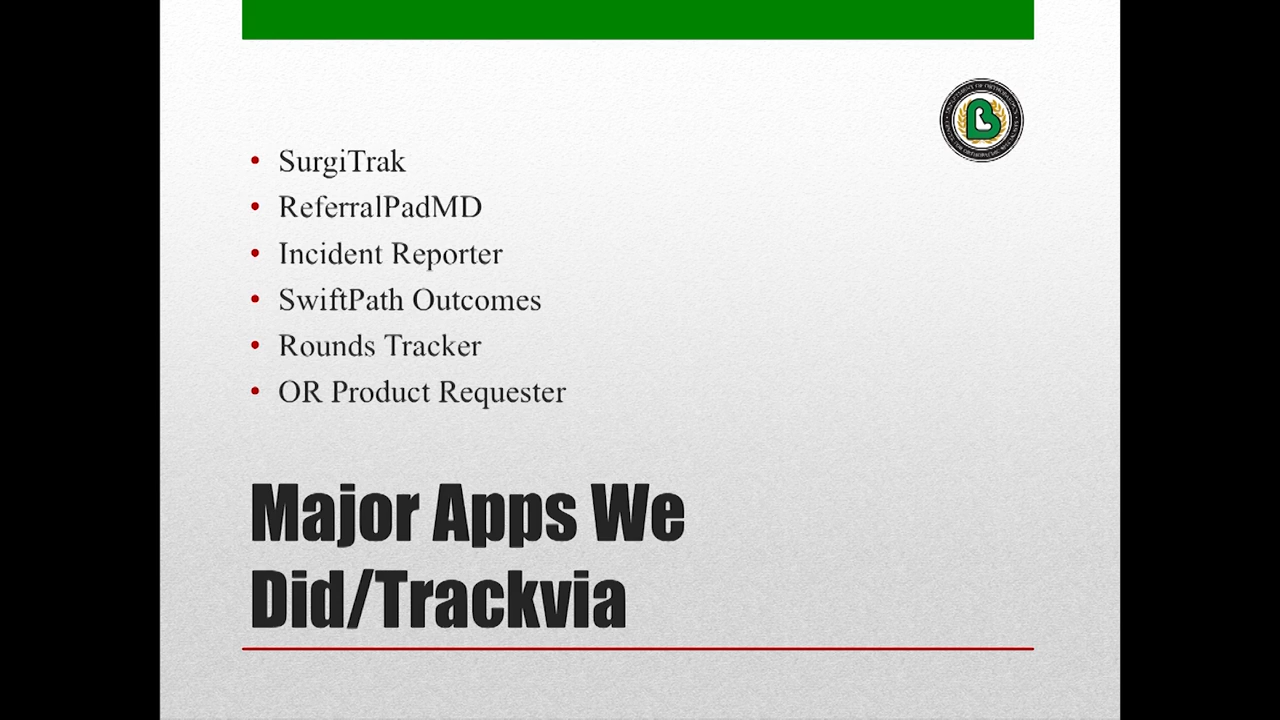 SurgiTrak
ReferralPadMD
Incident Reporter
SwiftPath Outcomes
Rounds Tracker
OR Product Requester
Major Apps We
Did/Trackvia